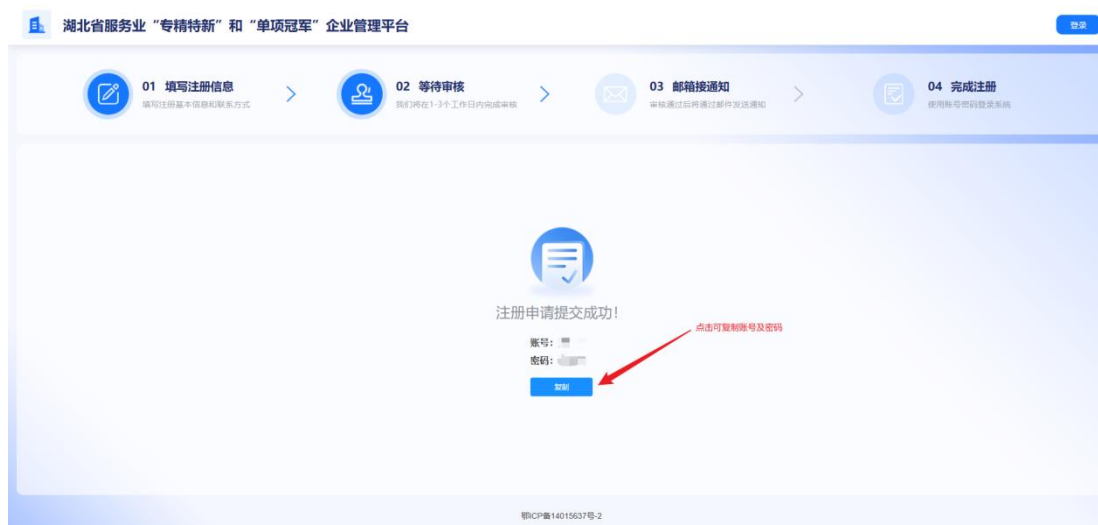 湖北省服务业“专精特新”和“单项冠军”企业管理平台
登录
01 填写注册信息
填写注册基本信息和联系方式
02 等待审核
我们将在1-3个工作日内完成审核
03 邮箱接通知
审核通过后将通过邮件发送通知
04 完成注册
使用账号密码登录系统
注册申请提交成功!
点击可复制账号及密码
账号:
密码:
复制
鄂ICP备14015637号-2